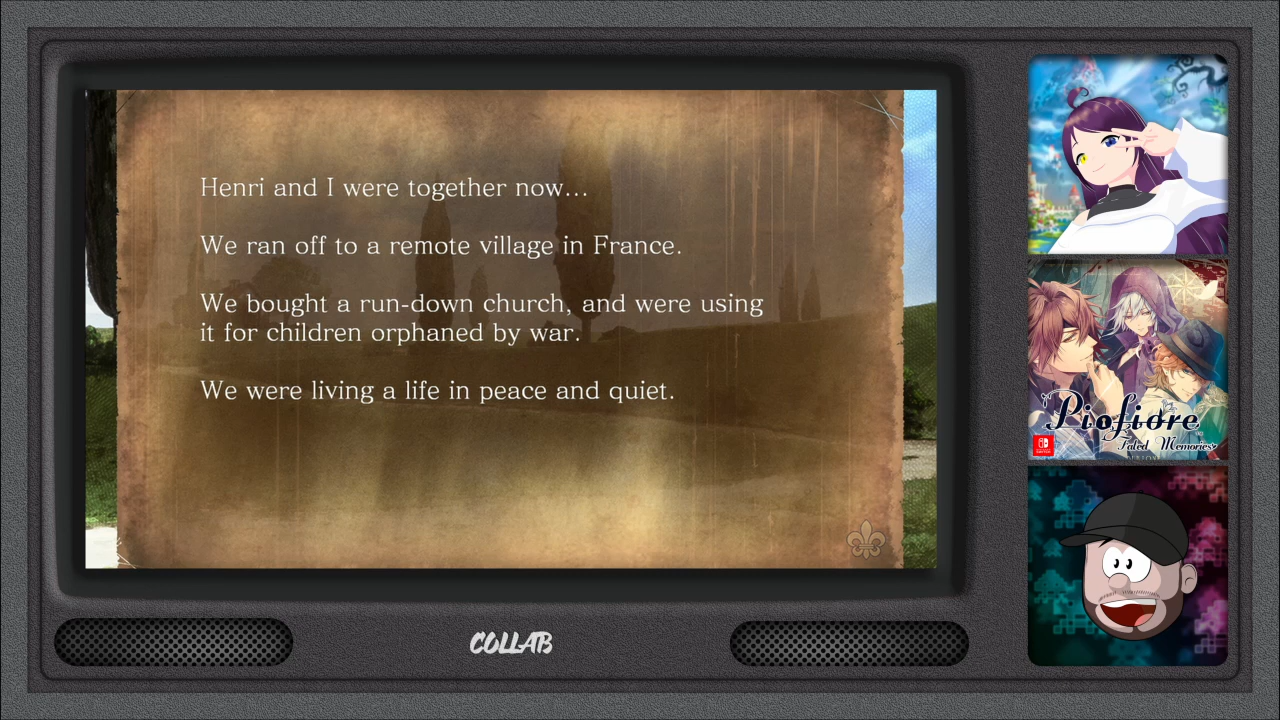 Henri and I were together now...
We ran off to a remote village in France.
We bought a run-down church, and were using
it for children orphaned by war.
We were living a life in peace and quiet.
Piofiore
Fated Memories
COLLAB